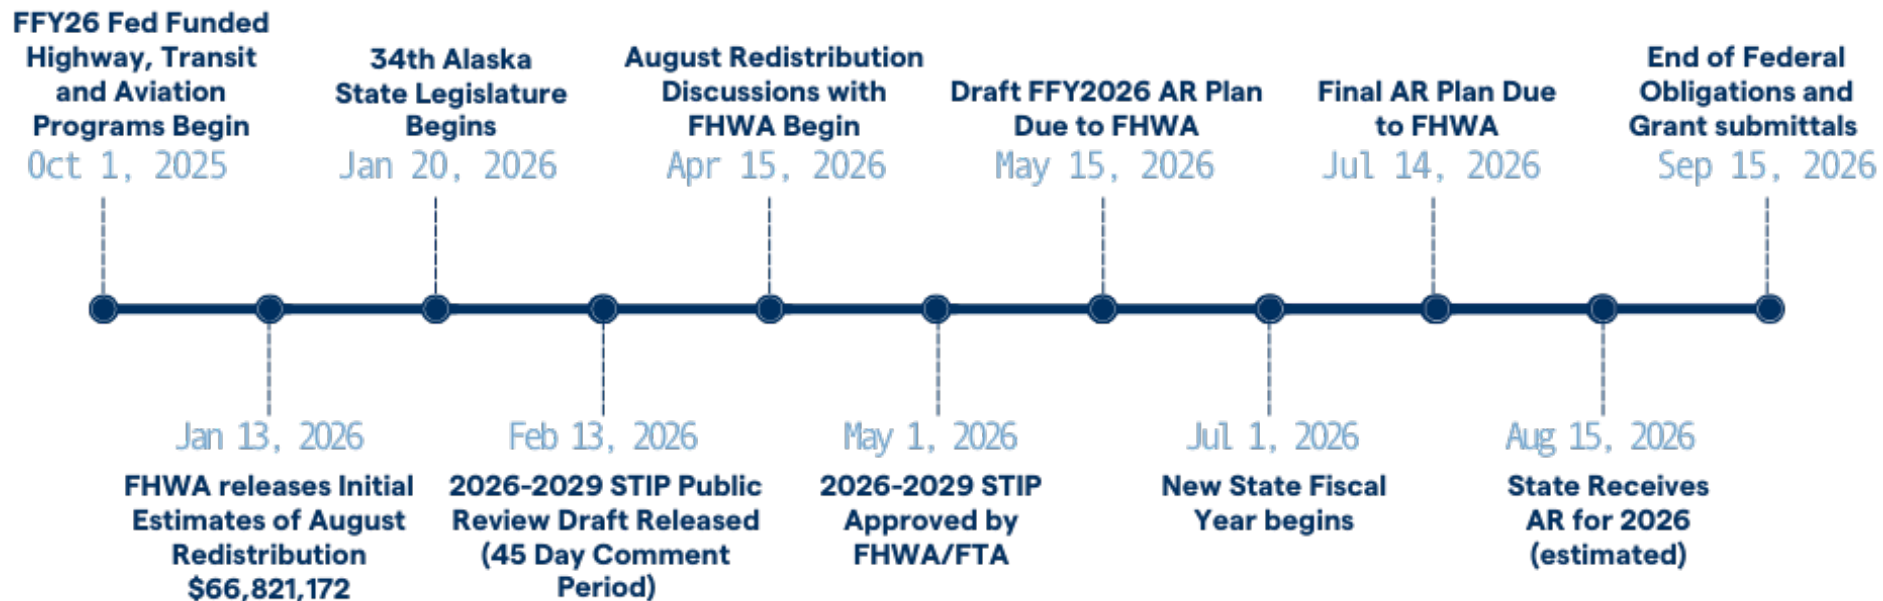 FFY26 Fed Funded
Highway, Transit
and Aviation
Programs Begin
Oct 1, 2025
34th Alaska
State Legislature
Begins
Jan 20, 2026
August Redistribution
Discussions with
FHWA Begin
Apr 15, 2026
Draft FFY2026 AR Plan
Due to FHWA
May 15, 2026
Final AR Plan Due
to FHWA
Jul 14, 2026
End of Federal
Obligations and
Grant submittals
Sep 15, 2026
Jan 13, 2026
FHWA releases Initial
Estimates of August
Redistribution
$66,821,172
Feb 13, 2026
2026-2029 STIP Public
Review Draft Released
(45 Day Comment
Period)
May 1, 2026
2026-2029 STIP
Approved by
FHWA/FTA
Jul 1, 2026
New State Fiscal
Year begins
Aug 15, 2026
State Receives
AR for 2026
(estimated)